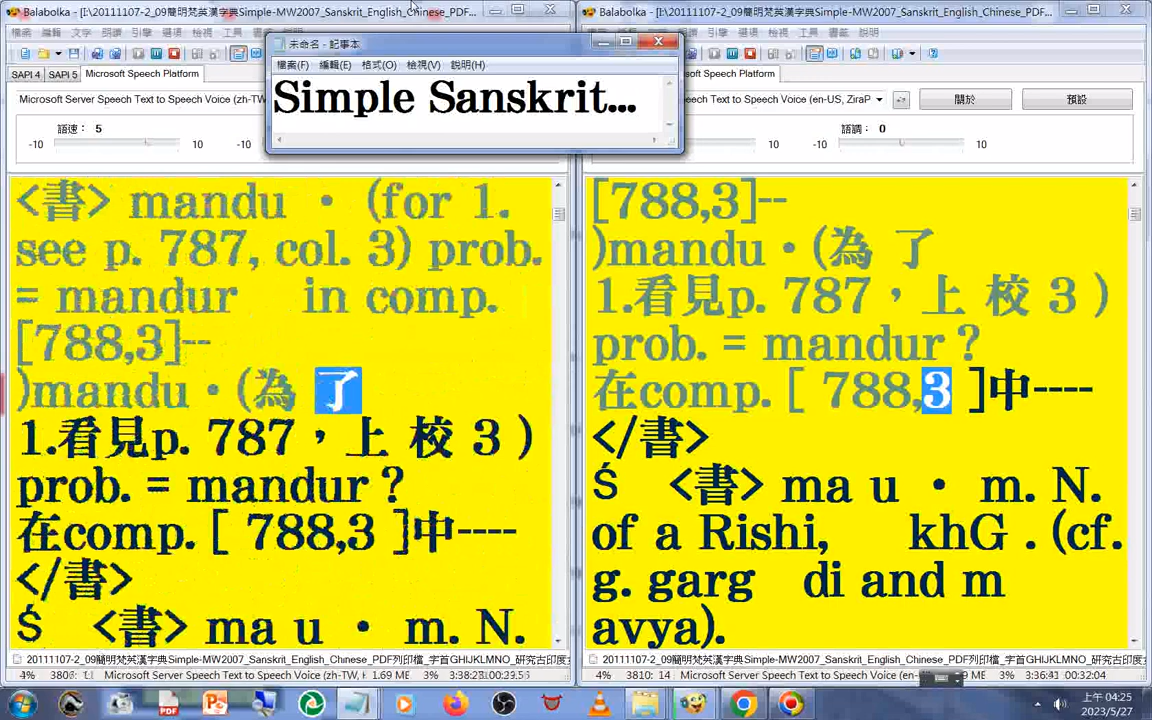 Balabolka - [I:\20111107-2_09簡明梵英漢字典Simple-MW2007_Sanskrit_English_Chinese_PDF...
Balabolka - [I:\20111107-2_09簡明梵英漢字典Simple-MW2007_Sanskrit_English_Chinese_PDF...
未命名 - 記事本
檔案(F) 編輯(E) 格式(O) 檢視(V) 說明(H)
Simple Sanskrit...
SAPI 4 SAPI 5 Microsoft Speech Platform
Microsoft Server Speech Text to Speech Voice (zh-TW
語速： 5
-10 10 -10
<書> mandu • (for 1.
see p. 787, col. 3) prob.
= mandur in comp.
[788,3]--
)mandu•(為 了
1.看見p. 787，上 校 3 )
prob. = mandur ?
在comp. [ 788,3 ]中----
</書>
Ś <書> ma u • m. N.
20111107-2_09簡明梵英漢字典Simple-MW2007_Sanskrit_English_Chinese_PDF列印檔_字首GHIJKLMNO_研究古印度
4% Microsoft Server Speech Text to Speech Voice (zh-TW, 1.69 MB 3%
Speech Platform
eech Text to Speech Voice (en-US, ZiraP
關於 預設
語調： 0
10 -10 10
[788,3]--
)mandu•(為 了
1.看見p. 787，上 校 3 )
prob. = mandur ?
在comp. [ 788,3 ]中----
</書>
Ś <書> ma u • m. N.
of a Rishi, khG . (cf.
g. garg di and m
avya).
20111107-2_09簡明梵英漢字典Simple-MW2007_Sanskrit_English_Chinese_PDF列印檔_字首GHIJKLMNO_研究古印度
4% 3810: 14 Microsoft Server Speech Text to Speech Voice (en-US, 3% 3:36:41 00:32:04
上午 04:25
2023/5/27